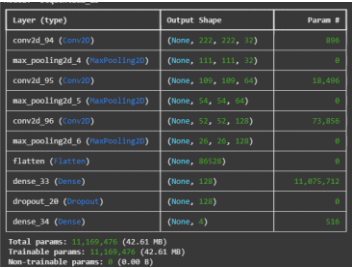 Layer (type) Output Shape Param #
conv2d_94 (Conv2D) (None, 222, 222, 32) 896
max_pooling2d_4 (MaxPooling2D) (None, 111, 111, 32) 0
conv2d_95 (Conv2D) (None, 109, 109, 64) 18,496
max_pooling2d_5 (MaxPooling2D) (None, 54, 54, 64) 0
conv2d_96 (Conv2D) (None, 52, 52, 128) 73,856
max_pooling2d_6 (MaxPooling2D) (None, 26, 26, 128) 0
flatten (Flatten) (None, 86528) 0
dense_33 (Dense) (None, 128) 11,075,712
dropout_20 (Dropout) (None, 128) 0
dense_34 (Dense) (None, 4) 516
Total params: 11,169,476 (42.61 MB)
Trainable params: 11,169,476 (42.61 MB)
Non-trainable params: 0 (0.00 B)